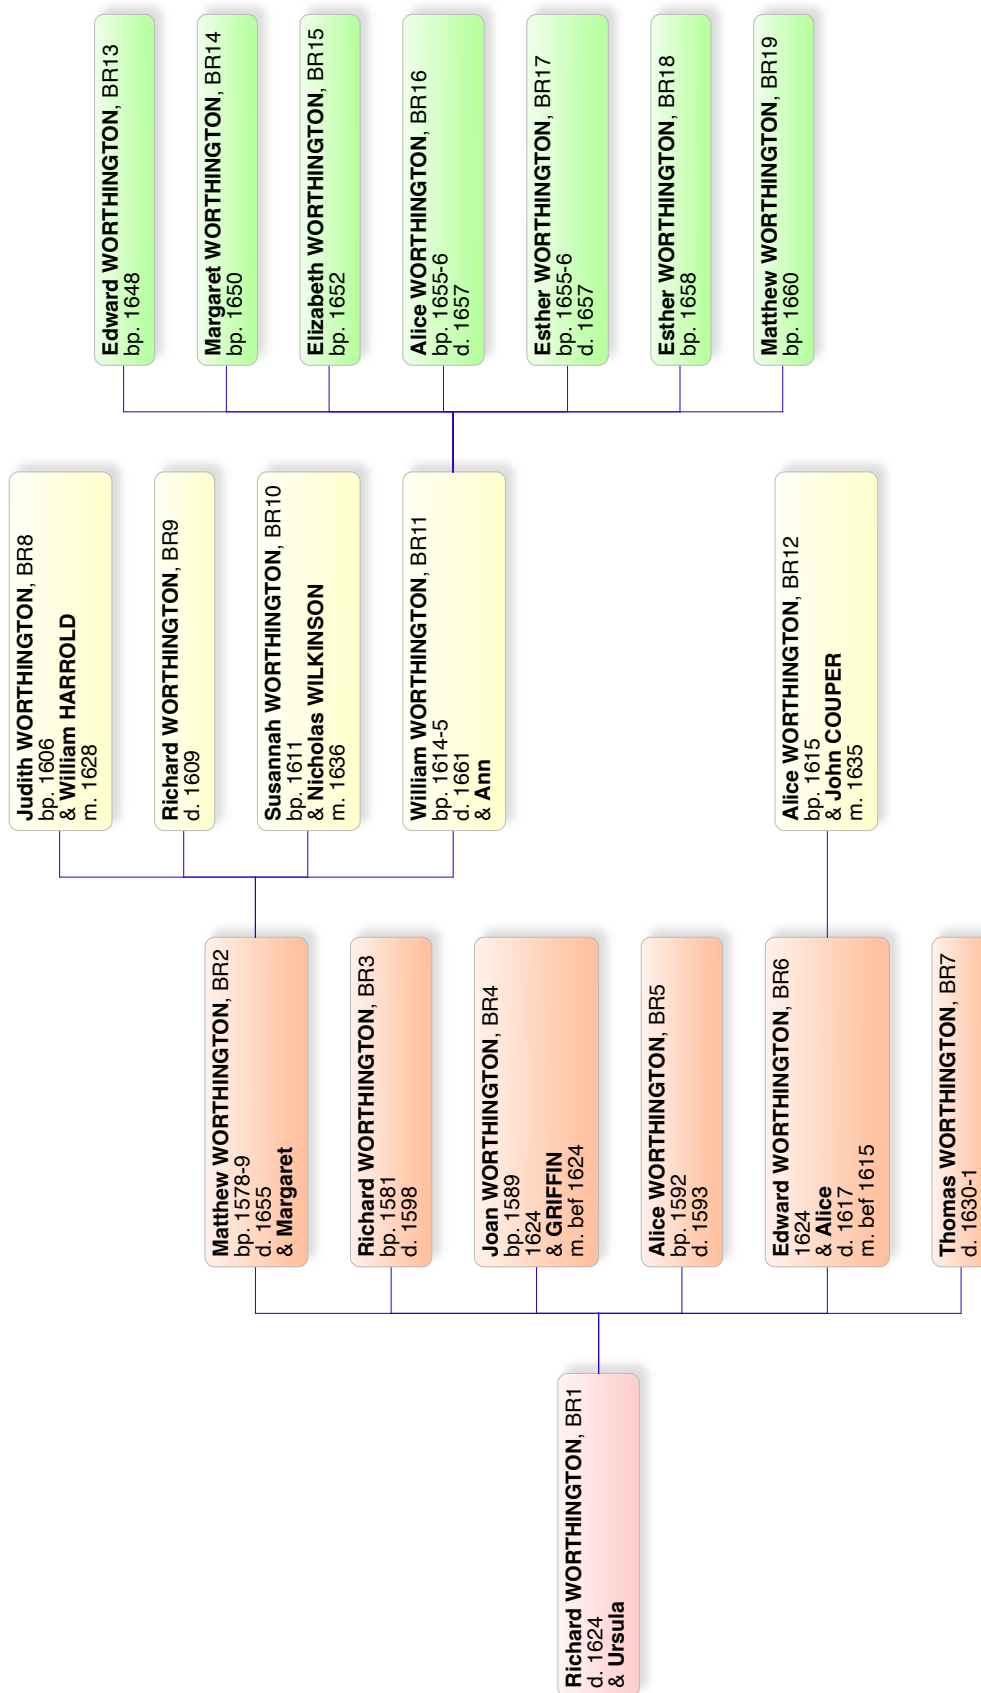 Richard WORTHINGTON, BR1
d. 1624
& Ursula
Matthew WORTHINGTON, BR2
bp. 1578-9
d. 1655
& Margaret
Richard WORTHINGTON, BR3
bp. 1581
d. 1598
Joan WORTHINGTON, BR4
bp. 1589
1624
& GRIFFIN
m. bef 1624
Alice WORTHINGTON, BR5
bp. 1592
d. 1593
Edward WORTHINGTON, BR6
1624
& Alice
d. 1617
m. bef 1615
Thomas WORTHINGTON, BR7
d. 1630-1
Judith WORTHINGTON, BR8
bp. 1606
& William HARROLD
m. 1628
Richard WORTHINGTON, BR9
d. 1609
Susannah WORTHINGTON, BR10
bp. 1611
& Nicholas WILKINSON
m. 1636
William WORTHINGTON, BR11
bp. 1614-5
d. 1661
& Ann
Alice WORTHINGTON, BR12
bp. 1615
& John COUPER
m. 1635
Edward WORTHINGTON, BR13
bp. 1648
Margaret WORTHINGTON, BR14
bp. 1650
Elizabeth WORTHINGTON, BR15
bp. 1652
Alice WORTHINGTON, BR16
bp. 1655-6
d. 1657
Esther WORTHINGTON, BR17
bp. 1655-6
d. 1657
Esther WORTHINGTON, BR18
bp. 1658
Matthew WORTHINGTON, BR19
bp. 1660